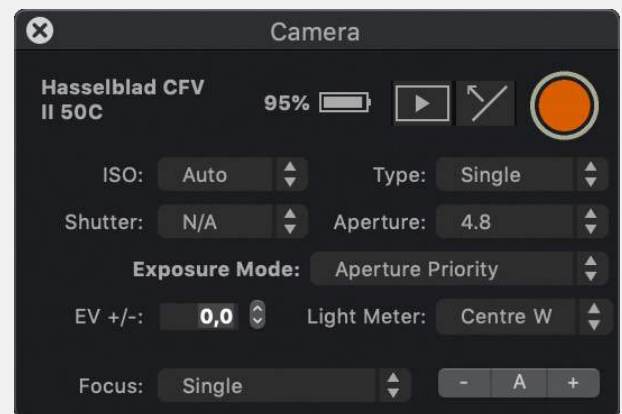 Camera
Hasselblad CFV
II 50C
95%
ISO: Auto Type: Single
Shutter: N/A Aperture: 4.8
Exposure Mode: Aperture Priority
EV +/-: 0,0 Light Meter: Centre W
Focus: Single - A +